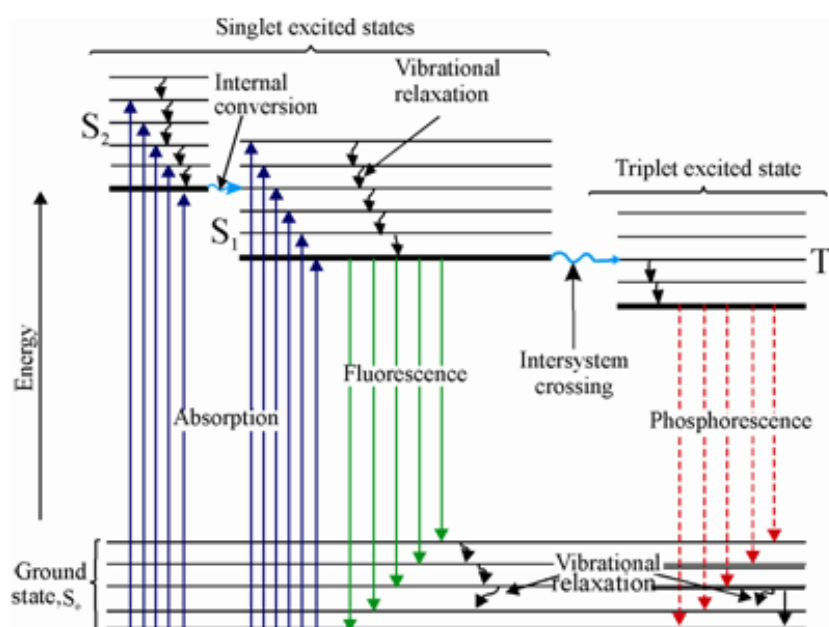 Singlet excited states
Internal
conversion
Vibrational
relaxation
S₂
Triplet excited state
S₁
T
Energy
Fluorescence
Intersystem
crossing
Absorption
Phosphorescence
Ground
state,Sₒ
Vibrational
relaxation